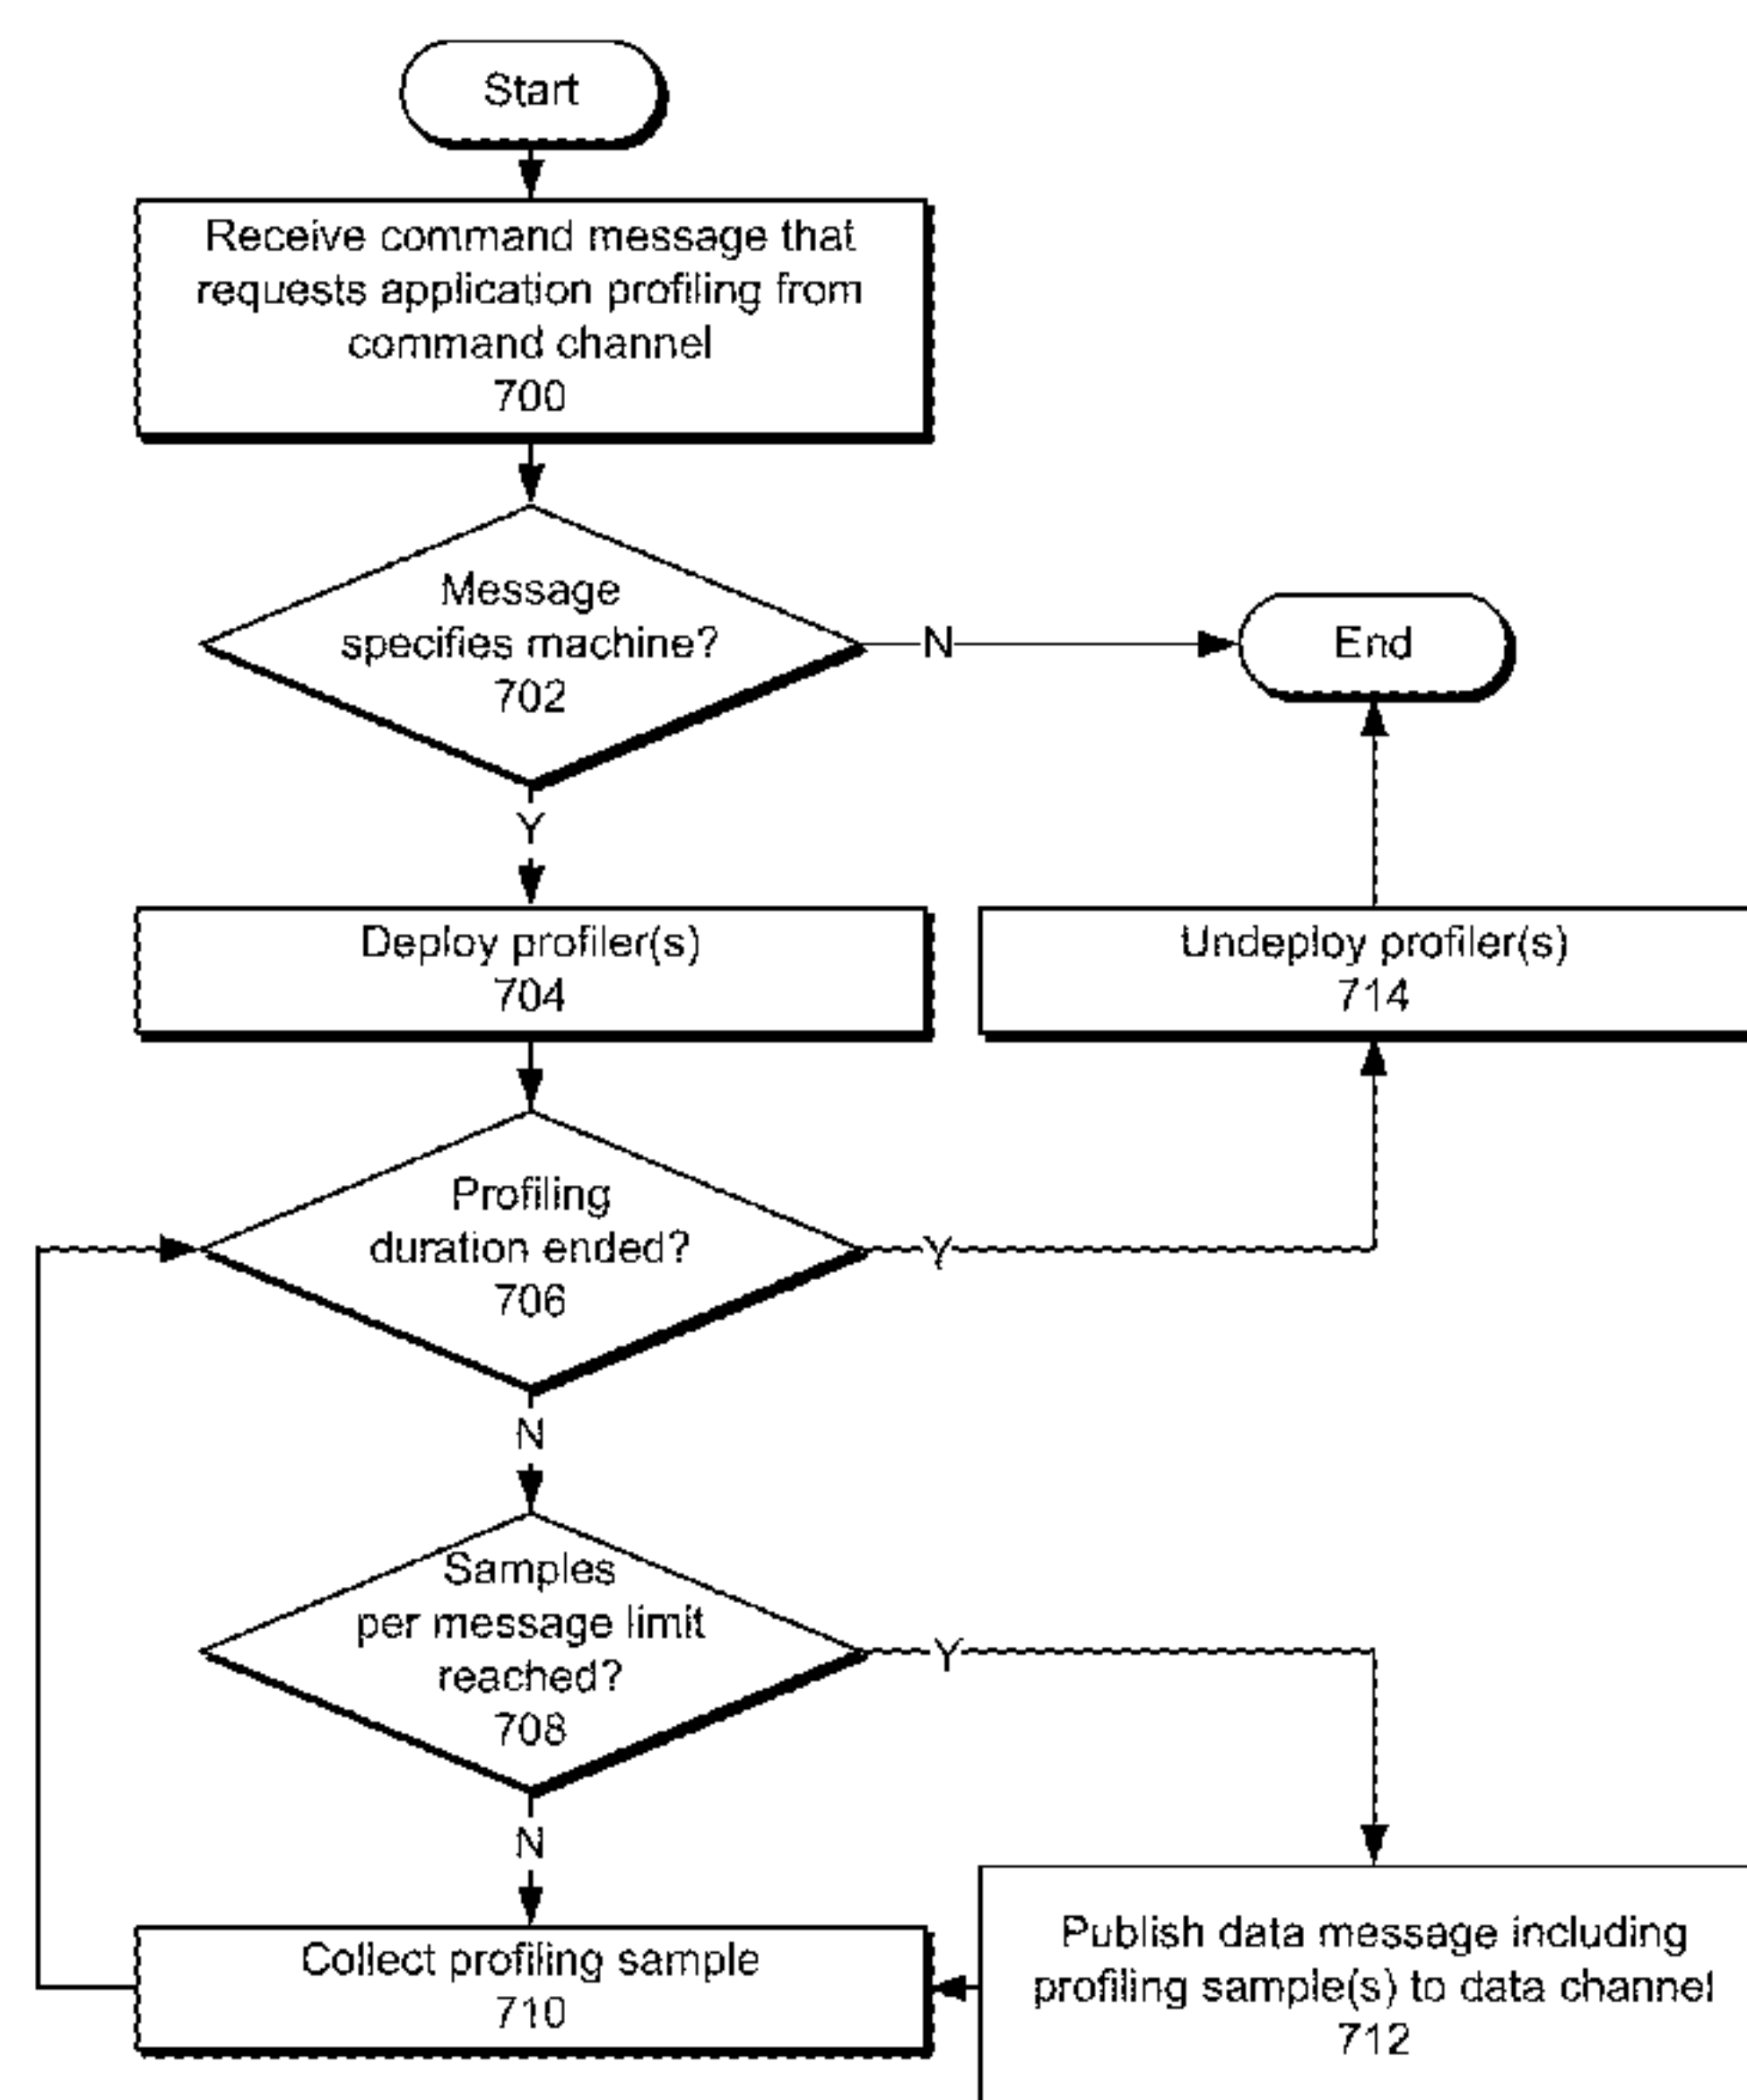 Start
Receive command message that
requests application profiling from
command channel
700
Message
specifies machine?
702
N
End
Y
Deploy profiler(s)
704
Undeploy profiler(s)
714
Profiling
duration ended?
706
Y
N
Samples
per message limit
reached?
708
Y
N
Collect profiling sample
710
Publish data message including
profiling sample(s) to data channel
712